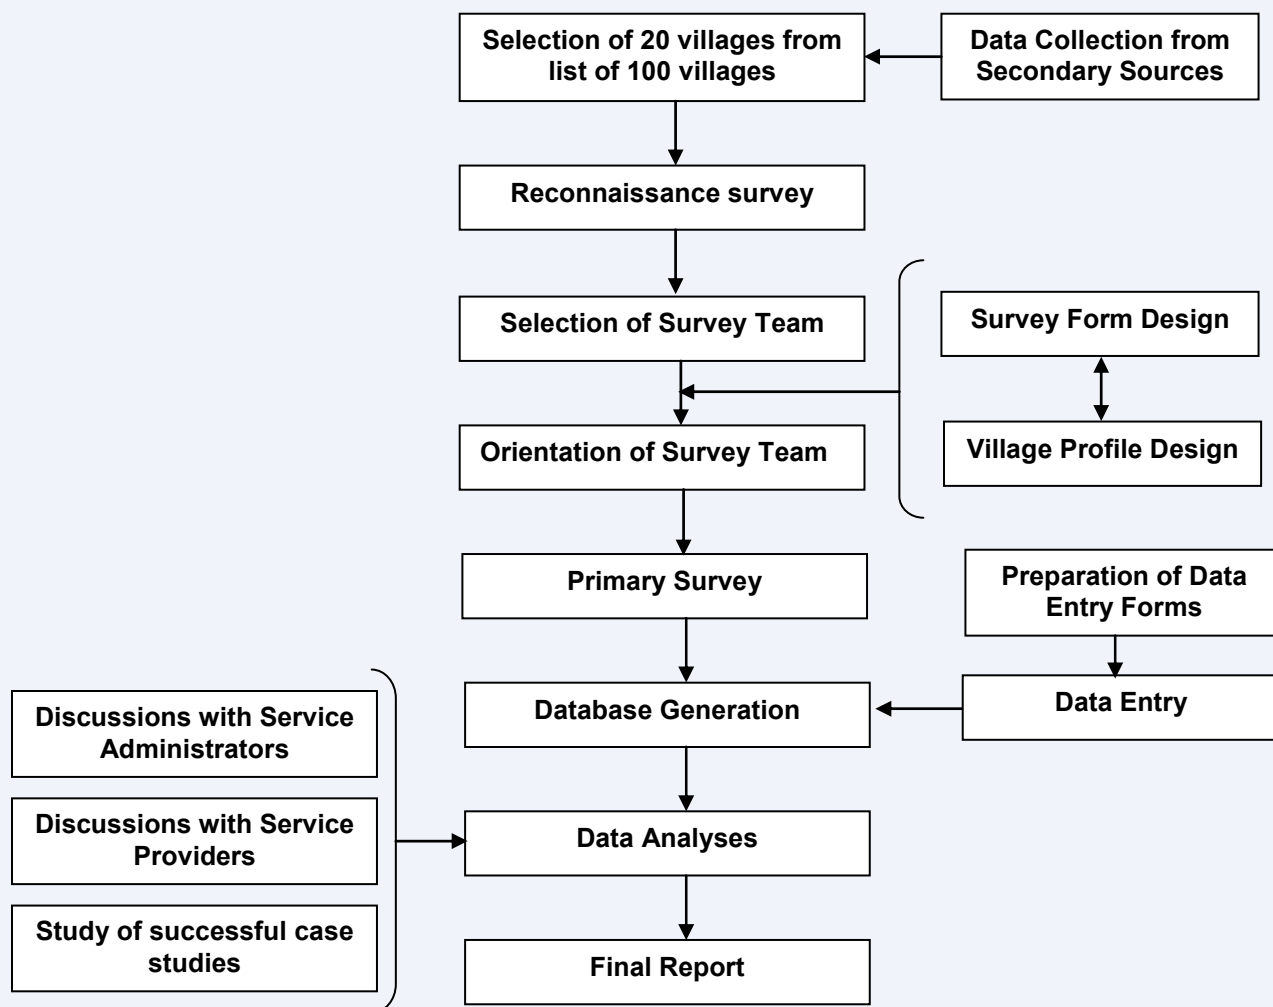 Selection of 20 villages from
list of 100 villages
Data Collection from
Secondary Sources
Reconnaissance survey
Selection of Survey Team
Survey Form Design
Orientation of Survey Team
Village Profile Design
Primary Survey
Preparation of Data
Entry Forms
Database Generation
Data Entry
Discussions with Service
Administrators
Discussions with Service
Providers
Data Analyses
Study of successful case
studies
Final Report